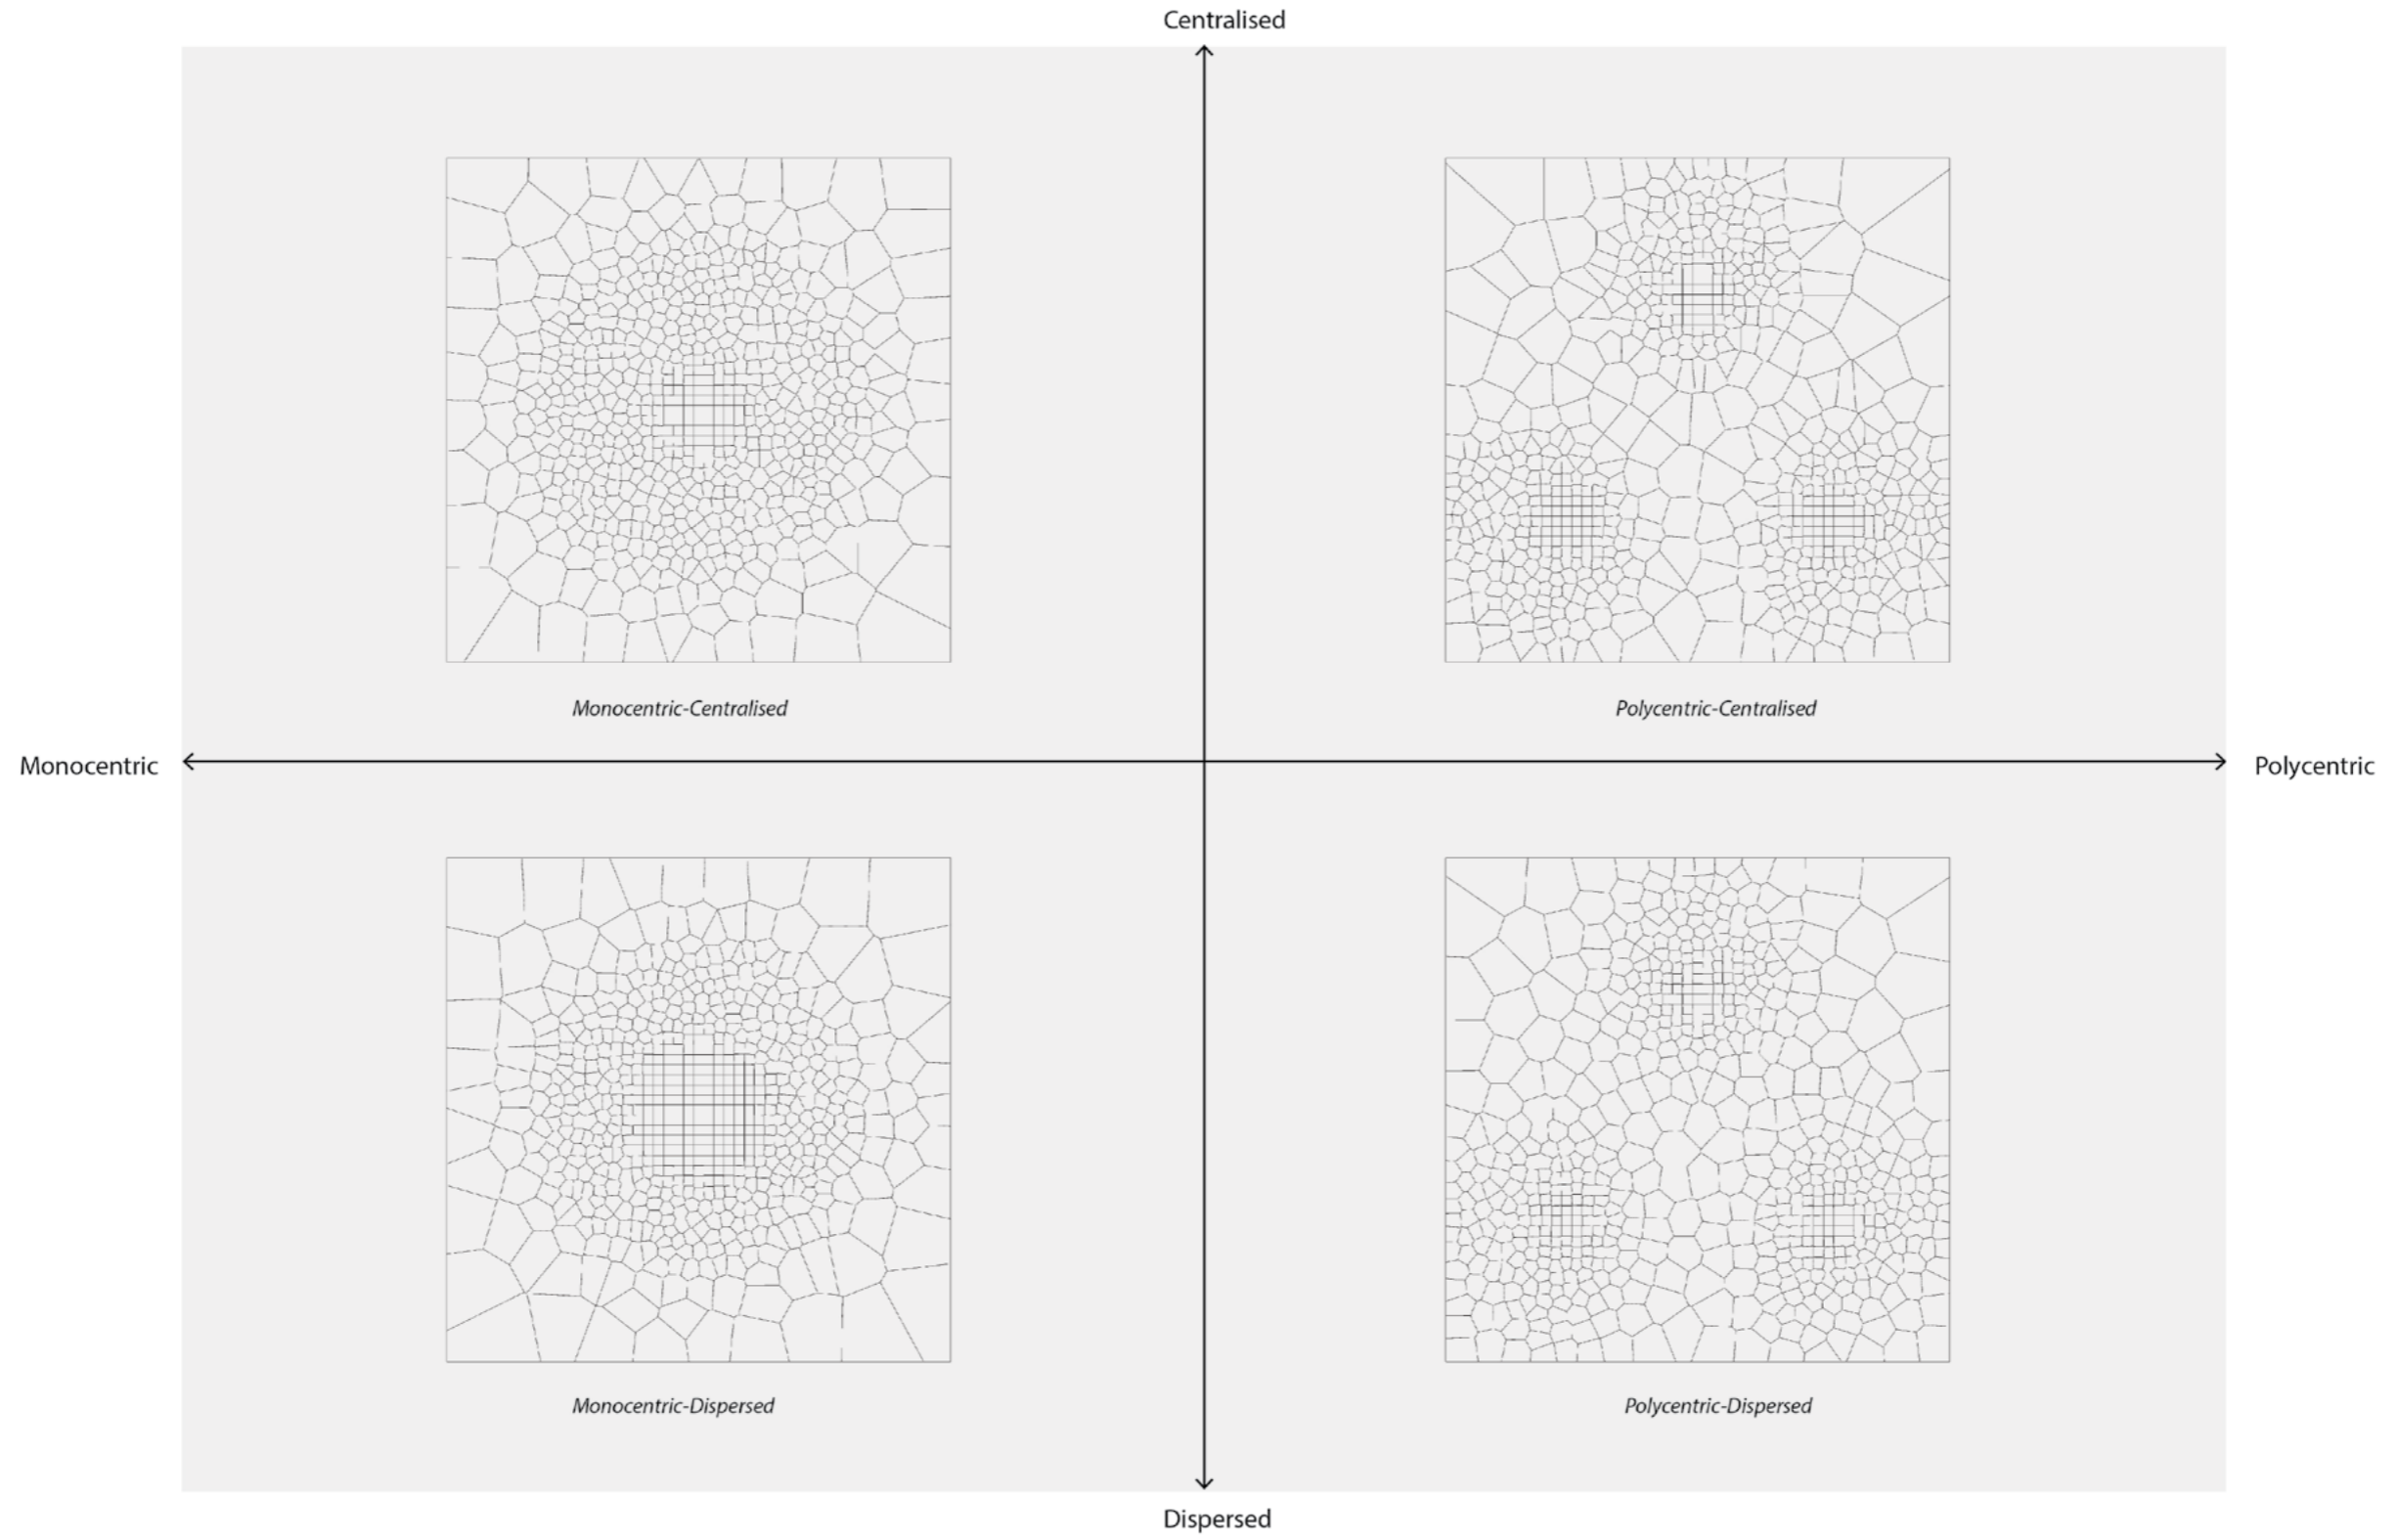 Centralised
Monocentric-Centralised
Polycentric-Centralised
Monocentric
Polycentric
Monocentric-Dispersed
Polycentric-Dispersed
Dispersed